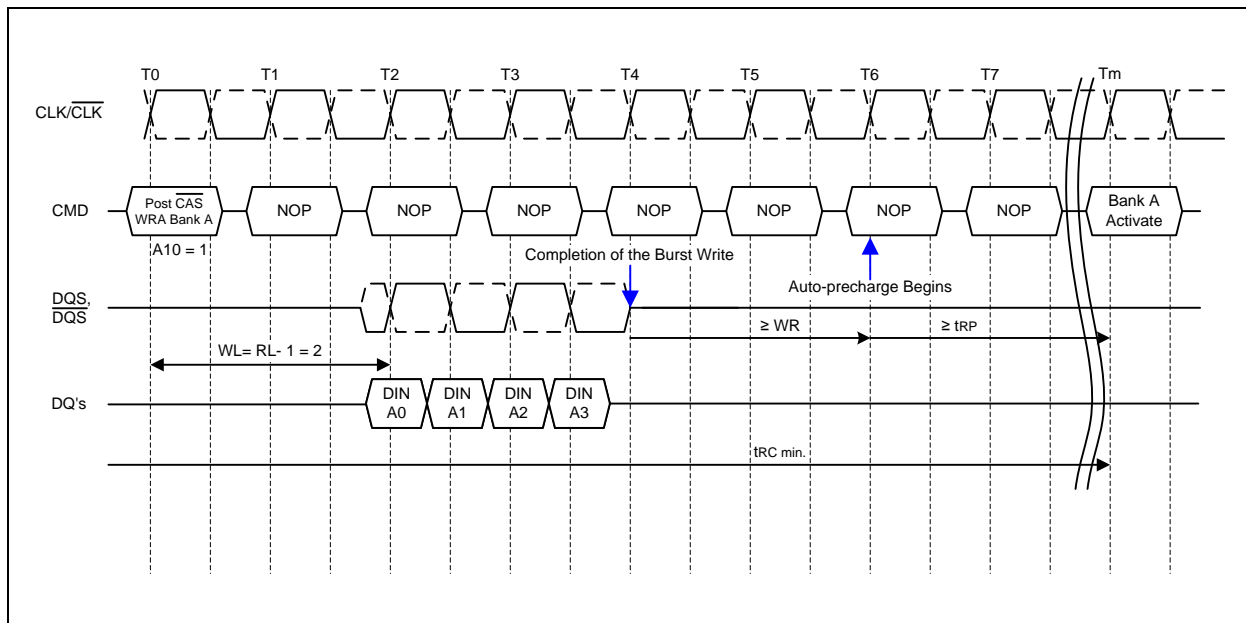 T0 T1 T2 T3 T4 T5 T6 T7 Tm
CLK/CLK
CMD
Post CAS
WRA Bank A
NOP NOP NOP NOP NOP NOP NOP
Bank A
Activate
A10 = 1
Completion of the Burst Write
Auto-precharge Begins
DQS,
DQS
≥ WR
≥ tRP
WL= RL- 1 = 2
DQ's
DIN
A0
DIN
A1
DIN
A2
DIN
A3
tRC min.